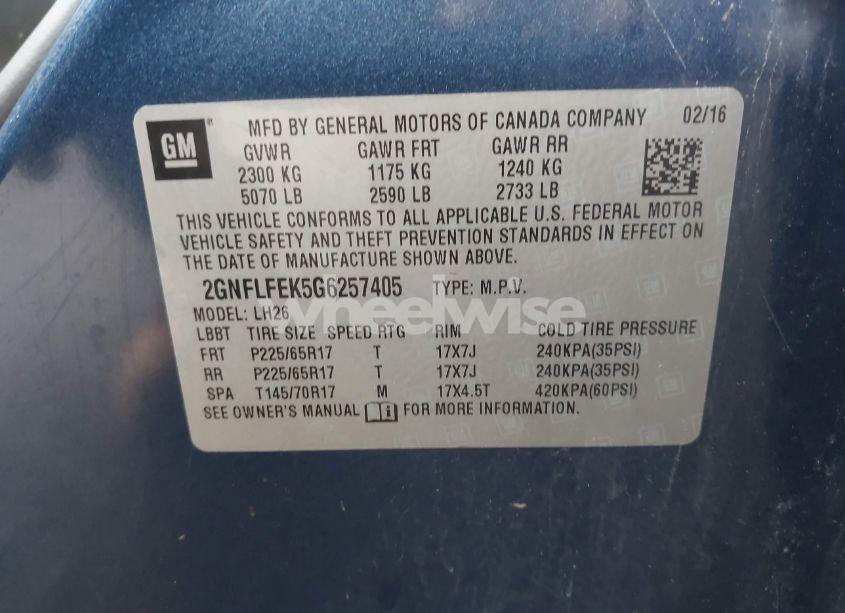 GM ® MFD BY GENERAL MOTORS OF CANADA COMPANY 02/16
GVWR GAWR FRT GAWR RR
2300 KG 1175 KG 1240 KG
5070 LB 2590 LB 2733 LB
THIS VEHICLE CONFORMS TO ALL APPLICABLE U.S. FEDERAL MOTOR
VEHICLE SAFETY AND THEFT PREVENTION STANDARDS IN EFFECT ON
THE DATE OF MANUFACTURE SHOWN ABOVE.
2GNFLFEK5G6257405 TYPE: M.P.V.
wheelwise
MODEL: LH26
LBBT TIRE SIZE SPEED RTG RIM COLD TIRE PRESSURE
FRT P225/65R17 T 17X7J 240KPA(35PSI)
RR P225/65R17 T 17X7J 240KPA(35PSI)
SPA T145/70R17 M 17X4.5T 420KPA(60PSI)
SEE OWNER'S MANUAL FOR MORE INFORMATION.